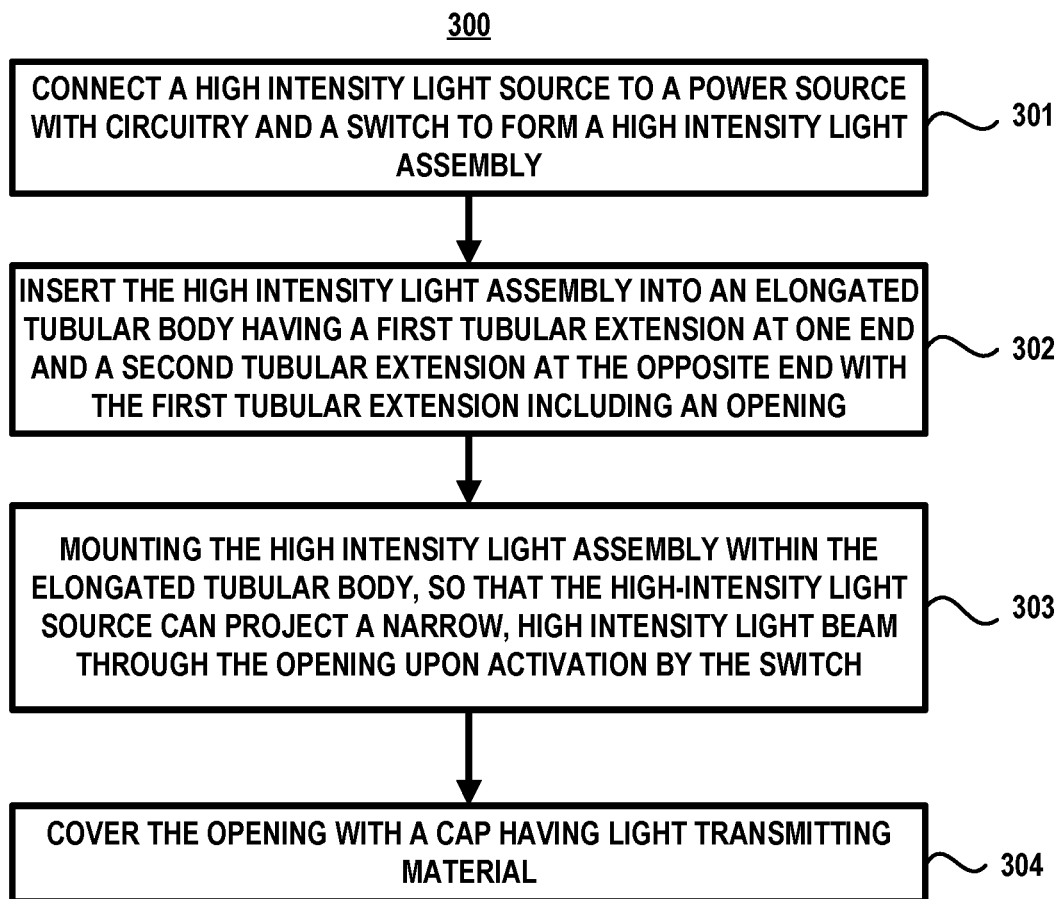 300
CONNECT A HIGH INTENSITY LIGHT SOURCE TO A POWER SOURCE
WITH CIRCUITRY AND A SWITCH TO FORM A HIGH INTENSITY LIGHT
ASSEMBLY
301
INSERT THE HIGH INTENSITY LIGHT ASSEMBLY INTO AN ELONGATED
TUBULAR BODY HAVING A FIRST TUBULAR EXTENSION AT ONE END
AND A SECOND TUBULAR EXTENSION AT THE OPPOSITE END WITH
THE FIRST TUBULAR EXTENSION INCLUDING AN OPENING
302
MOUNTING THE HIGH INTENSITY LIGHT ASSEMBLY WITHIN THE
ELONGATED TUBULAR BODY, SO THAT THE HIGH-INTENSITY LIGHT
SOURCE CAN PROJECT A NARROW, HIGH INTENSITY LIGHT BEAM
THROUGH THE OPENING UPON ACTIVATION BY THE SWITCH
303
COVER THE OPENING WITH A CAP HAVING LIGHT TRANSMITTING
MATERIAL
304